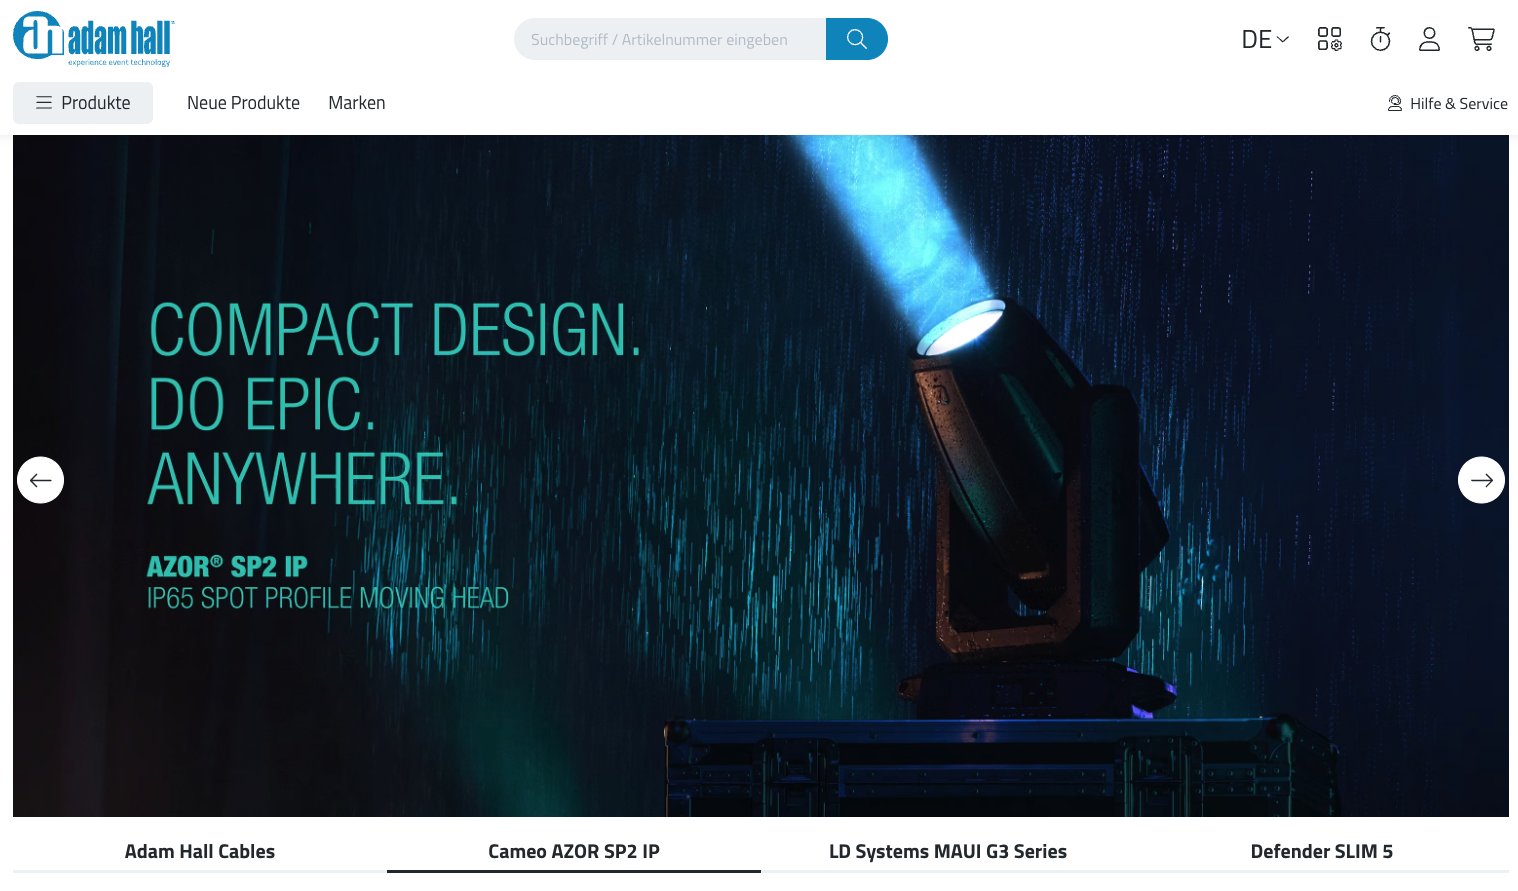 adam hall
experience event technology
Suchbegriff / Artikelnummer eingeben
DE
Produkte
Neue Produkte
Marken
Hilfe & Service
COMPACT DESIGN.
DO EPIC.
ANYWHERE.
AZOR® SP2 IP
IP65 SPOT PROFILE MOVING HEAD
Adam Hall Cables
Cameo AZOR SP2 IP
LD Systems MAUI G3 Series
Defender SLIM 5